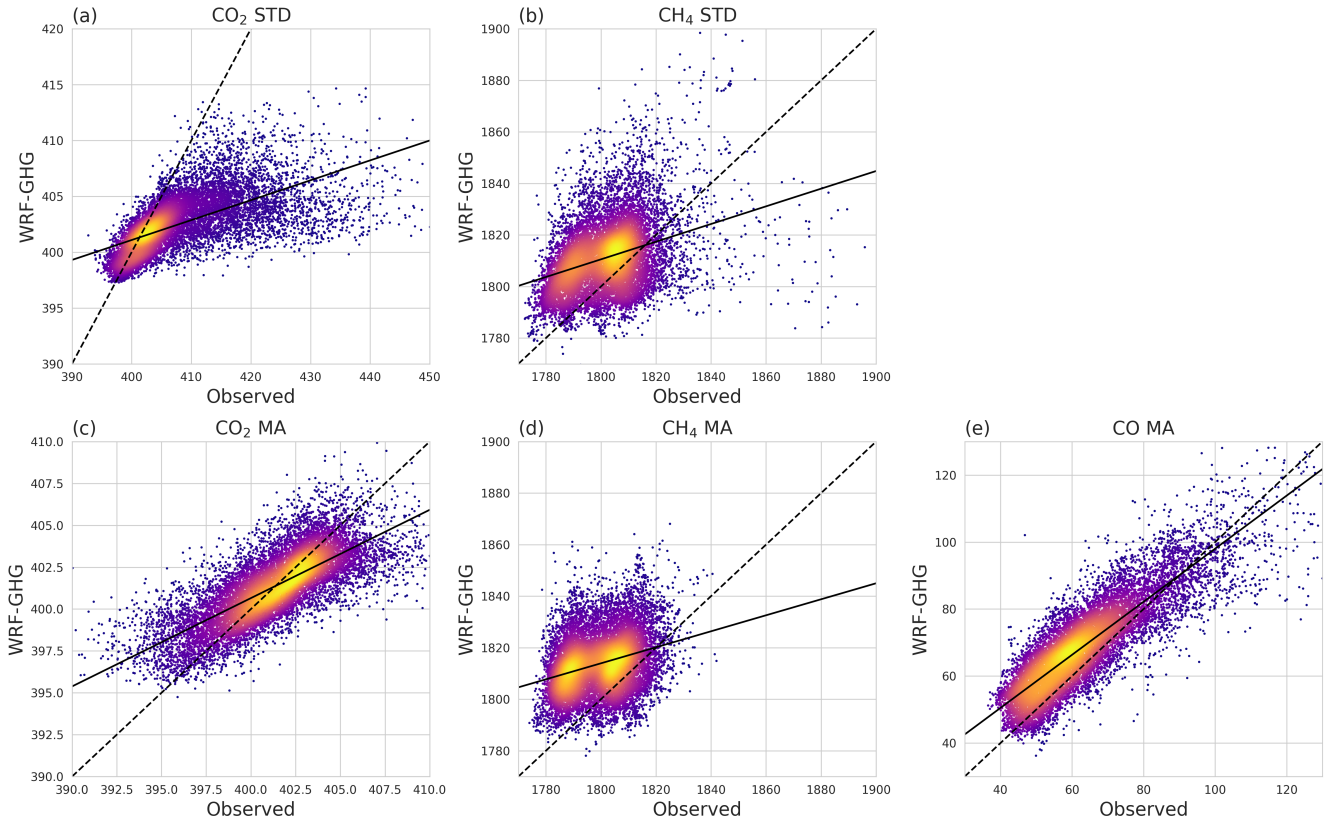 (a) CO₂ STD
420
415
410
405
400
395
390
WRF-GHG
390 400 410 420 430 440 450
Observed
(b) CH₄ STD
1900
1880
1860
1840
1820
1800
1780
WRF-GHG
1780 1800 1820 1840 1860 1880 1900
Observed
(c) CO₂ MA
410.0
407.5
405.0
402.5
400.0
397.5
395.0
392.5
390.0
WRF-GHG
390.0 392.5 395.0 397.5 400.0 402.5 405.0 407.5 410.0
Observed
(d) CH₄ MA
1900
1880
1860
1840
1820
1800
1780
WRF-GHG
1780 1800 1820 1840 1860 1880 1900
Observed
(e) CO MA
120
100
80
60
40
WRF-GHG
40 60 80 100 120
Observed